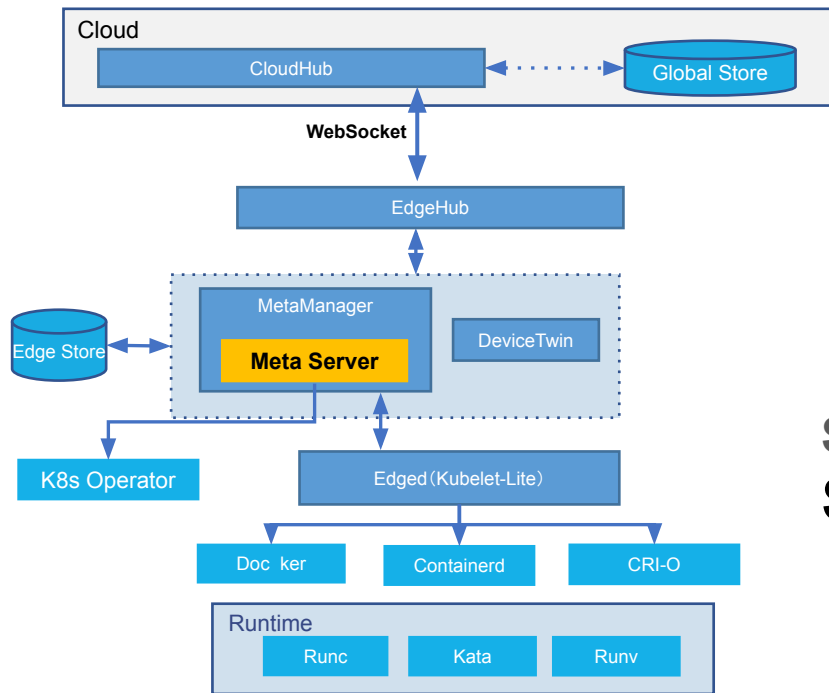 Cloud
CloudHub
Global Store
WebSocket
EdgeHub
MetaManager
DeviceTwin
Edge Store
Meta Server
K8s Operator
Edged（Kubelet-Lite）
Doc ker
Containerd
CRI-O
Runtime
Runc
Kata
Runv